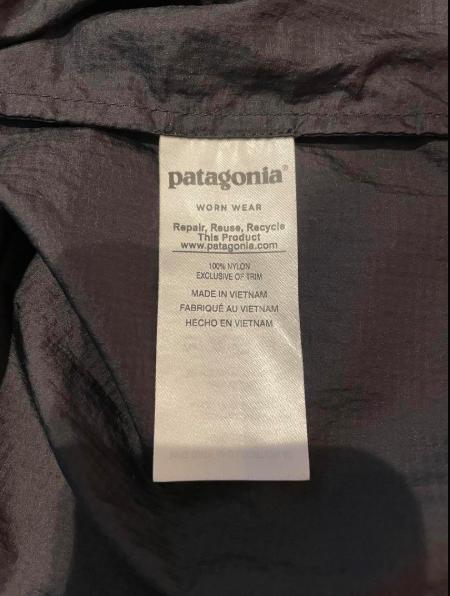 patagonia®
WORN WEAR
Repair, Reuse, Recycle
This Product
www.patagonia.com
100% NYLON
EXCLUSIVE OF TRIM
MADE IN VIETNAM
FABRIQUÉ AU VIETNAM
HECHO EN VIETNAM